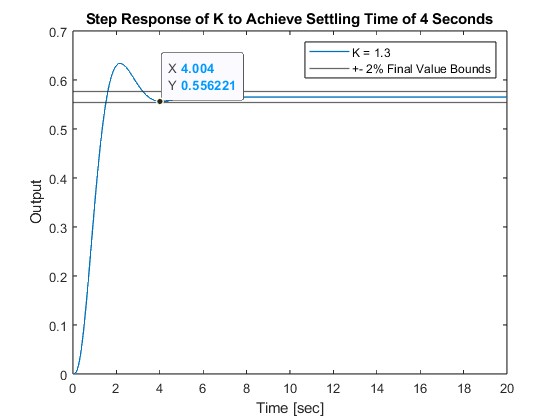 Step Response of K to Achieve Settling Time of 4 Seconds
0.7
0.6
0.5
0.4
0.3
0.2
0.1
0
Output
K = 1.3
+- 2% Final Value Bounds
X 4.004
Y 0.556221
0 2 4 6 8 10 12 14 16 18 20
Time [sec]